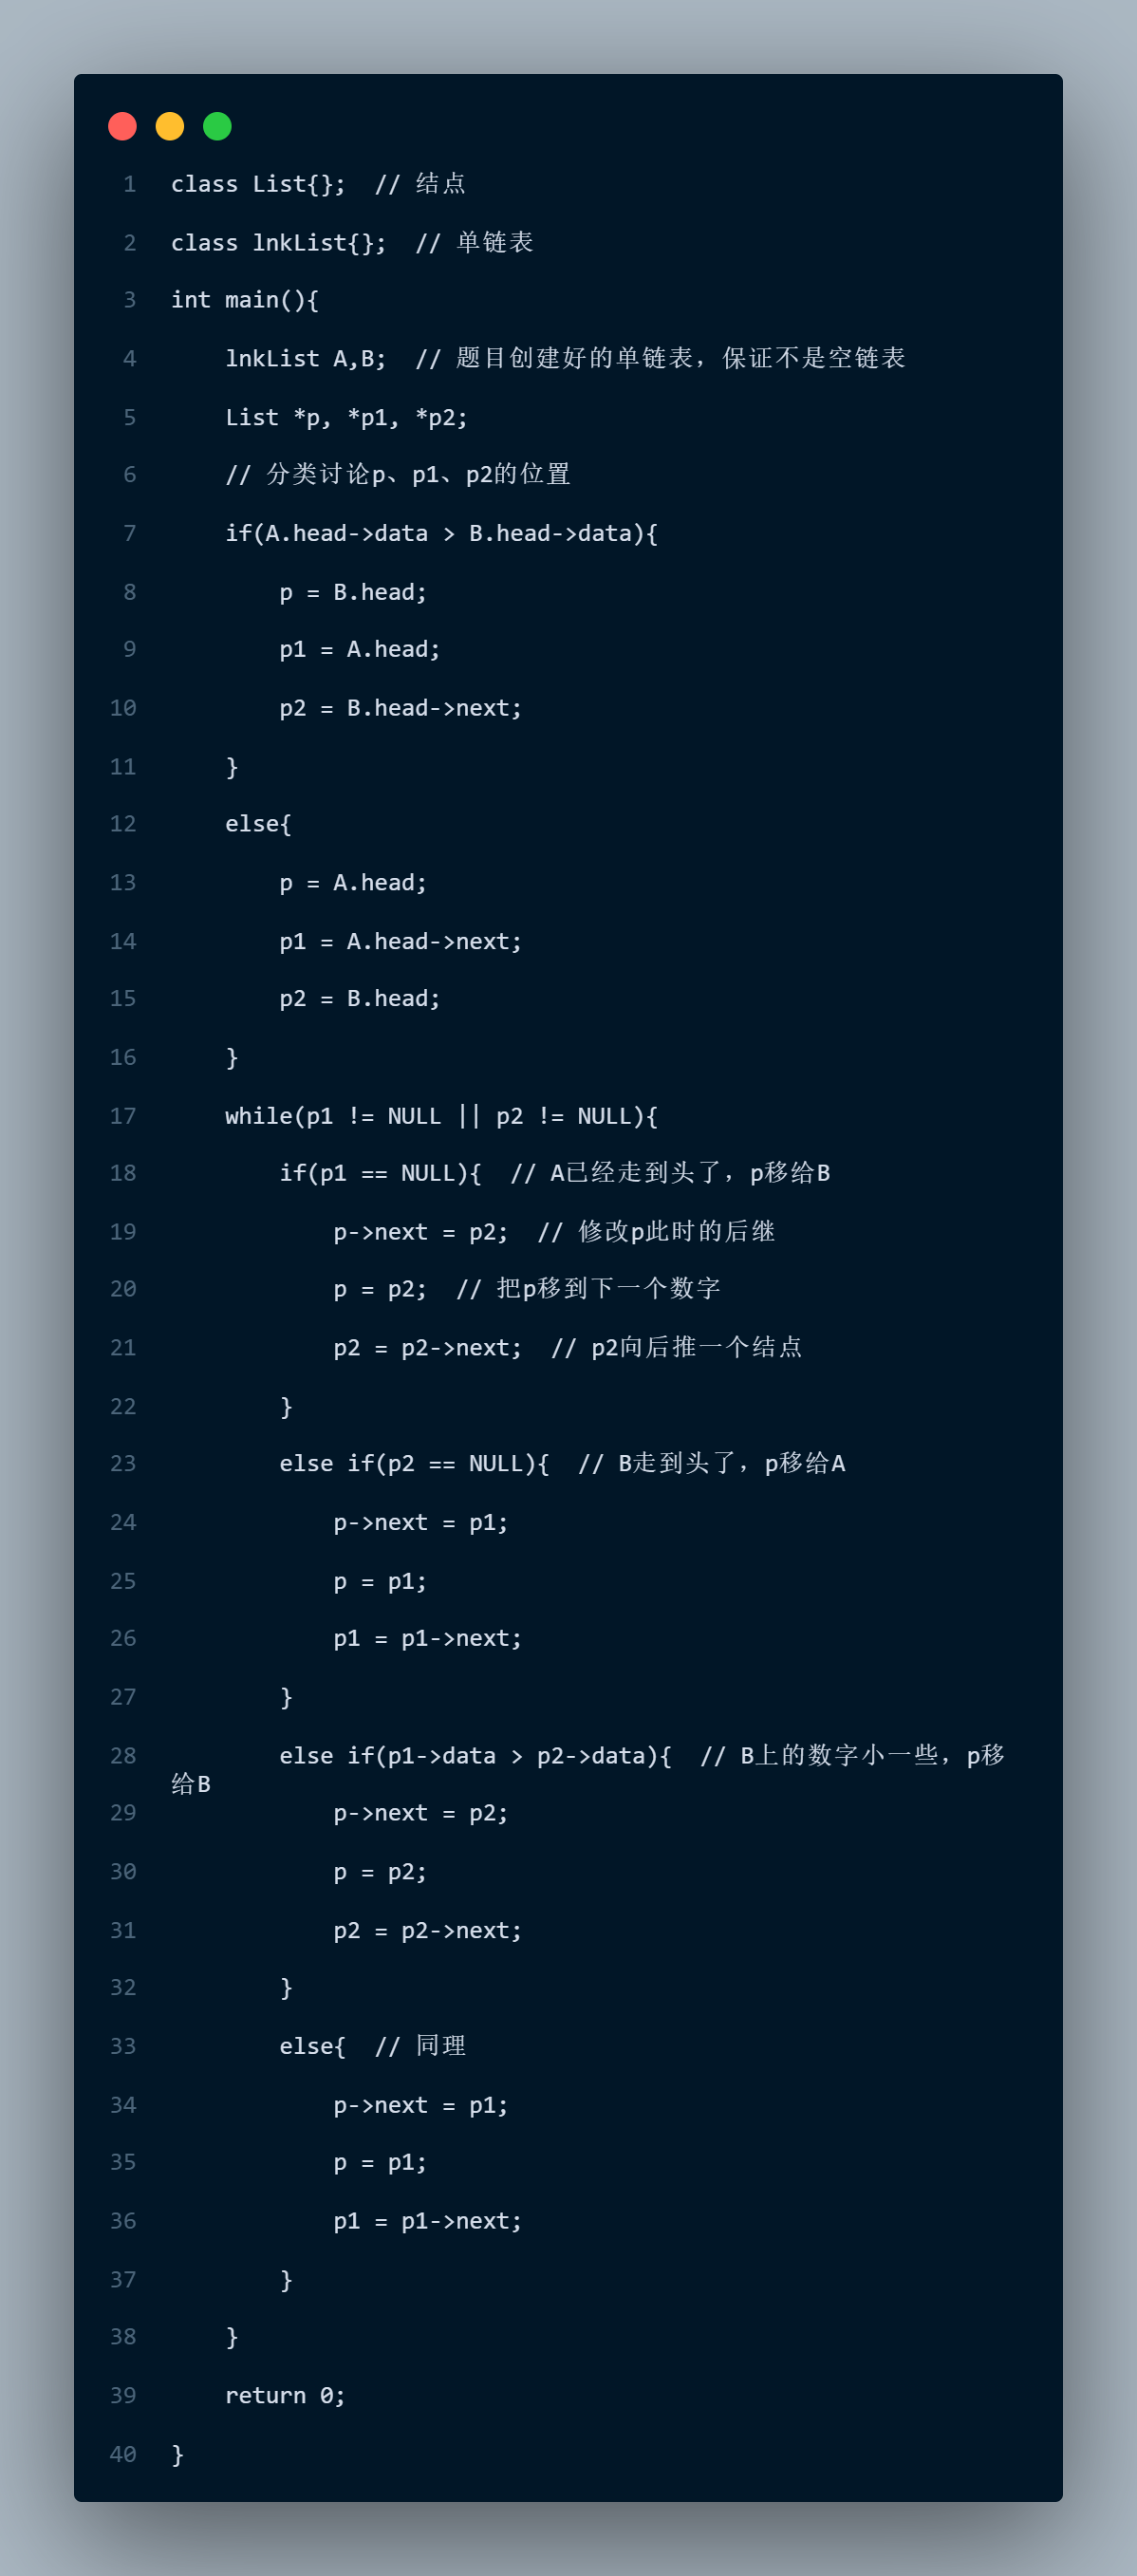 1 class List{};  // 结点
2 class lnkList{};  // 单链表
3 int main(){
4     lnkList A,B;  // 题目创建好的单链表，保证不是空链表
5     List *p, *p1, *p2;
6     // 分类讨论p、p1、p2的位置
7     if(A.head->data > B.head->data){
8         p = B.head;
9         p1 = A.head;
10         p2 = B.head->next;
11     }
12     else{
13         p = A.head;
14         p1 = A.head->next;
15         p2 = B.head;
16     }
17     while(p1 != NULL || p2 != NULL){
18         if(p1 == NULL){  // A已经走到头了，p移给B
19             p->next = p2;  // 修改p此时的后继
20             p = p2;  // 把p移到下一个数字
21             p2 = p2->next;  // p2向后推一个结点
22         }
23         else if(p2 == NULL){  // B走到头了，p移给A
24             p->next = p1;
25             p = p1;
26             p1 = p1->next;
27         }
28         else if(p1->data > p2->data){  // B上的数字小一些，p移
给B
29             p->next = p2;
30             p = p2;
31             p2 = p2->next;
32         }
33         else{  // 同理
34             p->next = p1;
35             p = p1;
36             p1 = p1->next;
37         }
38     }
39     return 0;
40 }